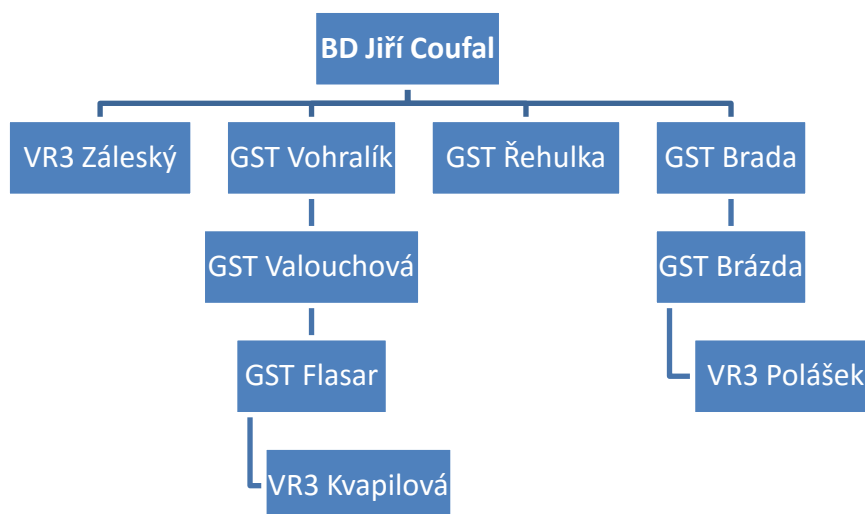 BD Jiří Coufal
VR3 Záleský
GST Vohralík
GST Řehulka
GST Brada
GST Valouchová
GST Brázda
GST Flasar
VR3 Polášek
VR3 Kvapilová